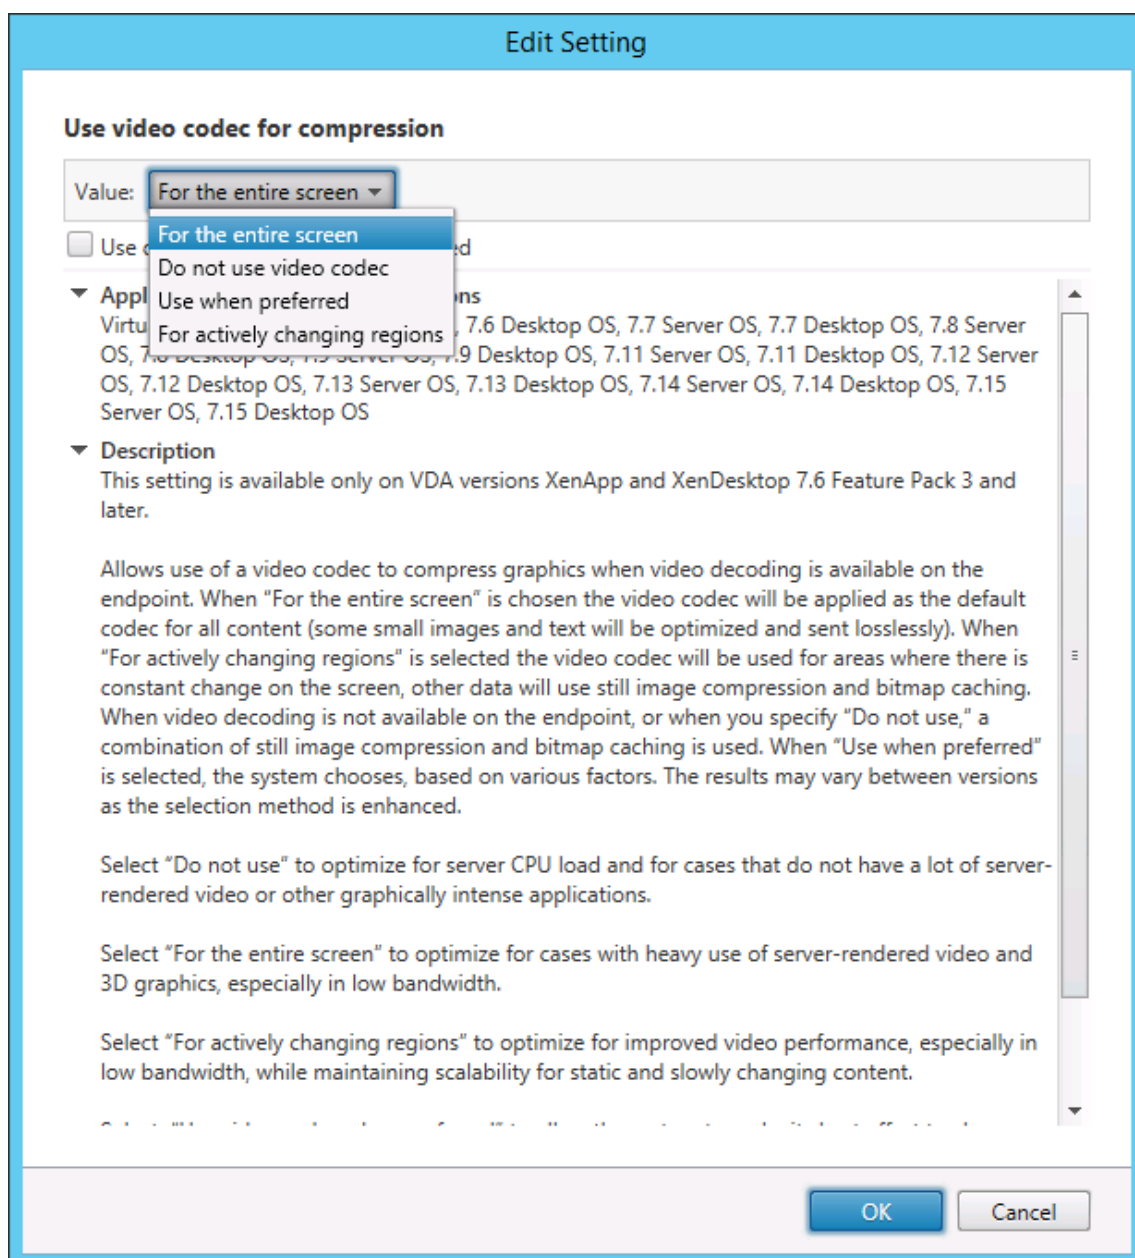 Edit Setting
Use video codec for compression
Value: For the entire screen
For the entire screen
Use
Do not use video codec
Use when preferred
For actively changing regions
7.6 Desktop OS, 7.7 Server OS, 7.7 Desktop OS, 7.8 Server
OS, 7.9 Desktop OS, 7.11 Server OS, 7.11 Desktop OS, 7.12 Server
OS, 7.12 Desktop OS, 7.13 Server OS, 7.13 Desktop OS, 7.14 Server OS, 7.14 Desktop OS, 7.15
Server OS, 7.15 Desktop OS
Description
This setting is available only on VDA versions XenApp and XenDesktop 7.6 Feature Pack 3 and
later.
Allows use of a video codec to compress graphics when video decoding is available on the
endpoint. When “For the entire screen” is chosen the video codec will be applied as the default
codec for all content (some small images and text will be optimized and sent losslessly). When
“For actively changing regions” is selected the video codec will be used for areas where there is
constant change on the screen, other data will use still image compression and bitmap caching.
When video decoding is not available on the endpoint, or when you specify “Do not use,” a
combination of still image compression and bitmap caching is used. When “Use when preferred”
is selected, the system chooses, based on various factors. The results may vary between versions
as the selection method is enhanced.
Select “Do not use” to optimize for server CPU load and for cases that do not have a lot of server-
rendered video or other graphically intense applications.
Select “For the entire screen” to optimize for cases with heavy use of server-rendered video and
3D graphics, especially in low bandwidth.
Select “For actively changing regions” to optimize for improved video performance, especially in
low bandwidth, while maintaining scalability for static and slowly changing content.
OK
Cancel